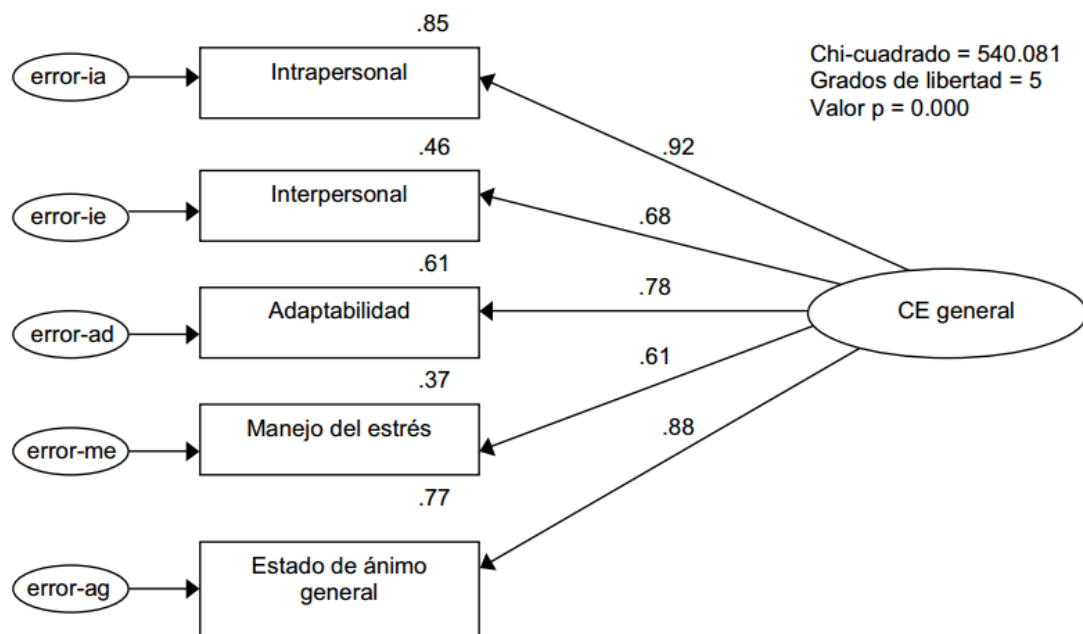 .85
error-ia
Intrapersonal
Chi-cuadrado = 540.081
Grados de libertad = 5
Valor p = 0.000
.92
.46
error-ie
Interpersonal
.68
.61
error-ad
Adaptabilidad
.78
CE general
.37
error-me
Manejo del estrés
.61
.88
.77
error-ag
Estado de ánimo
general